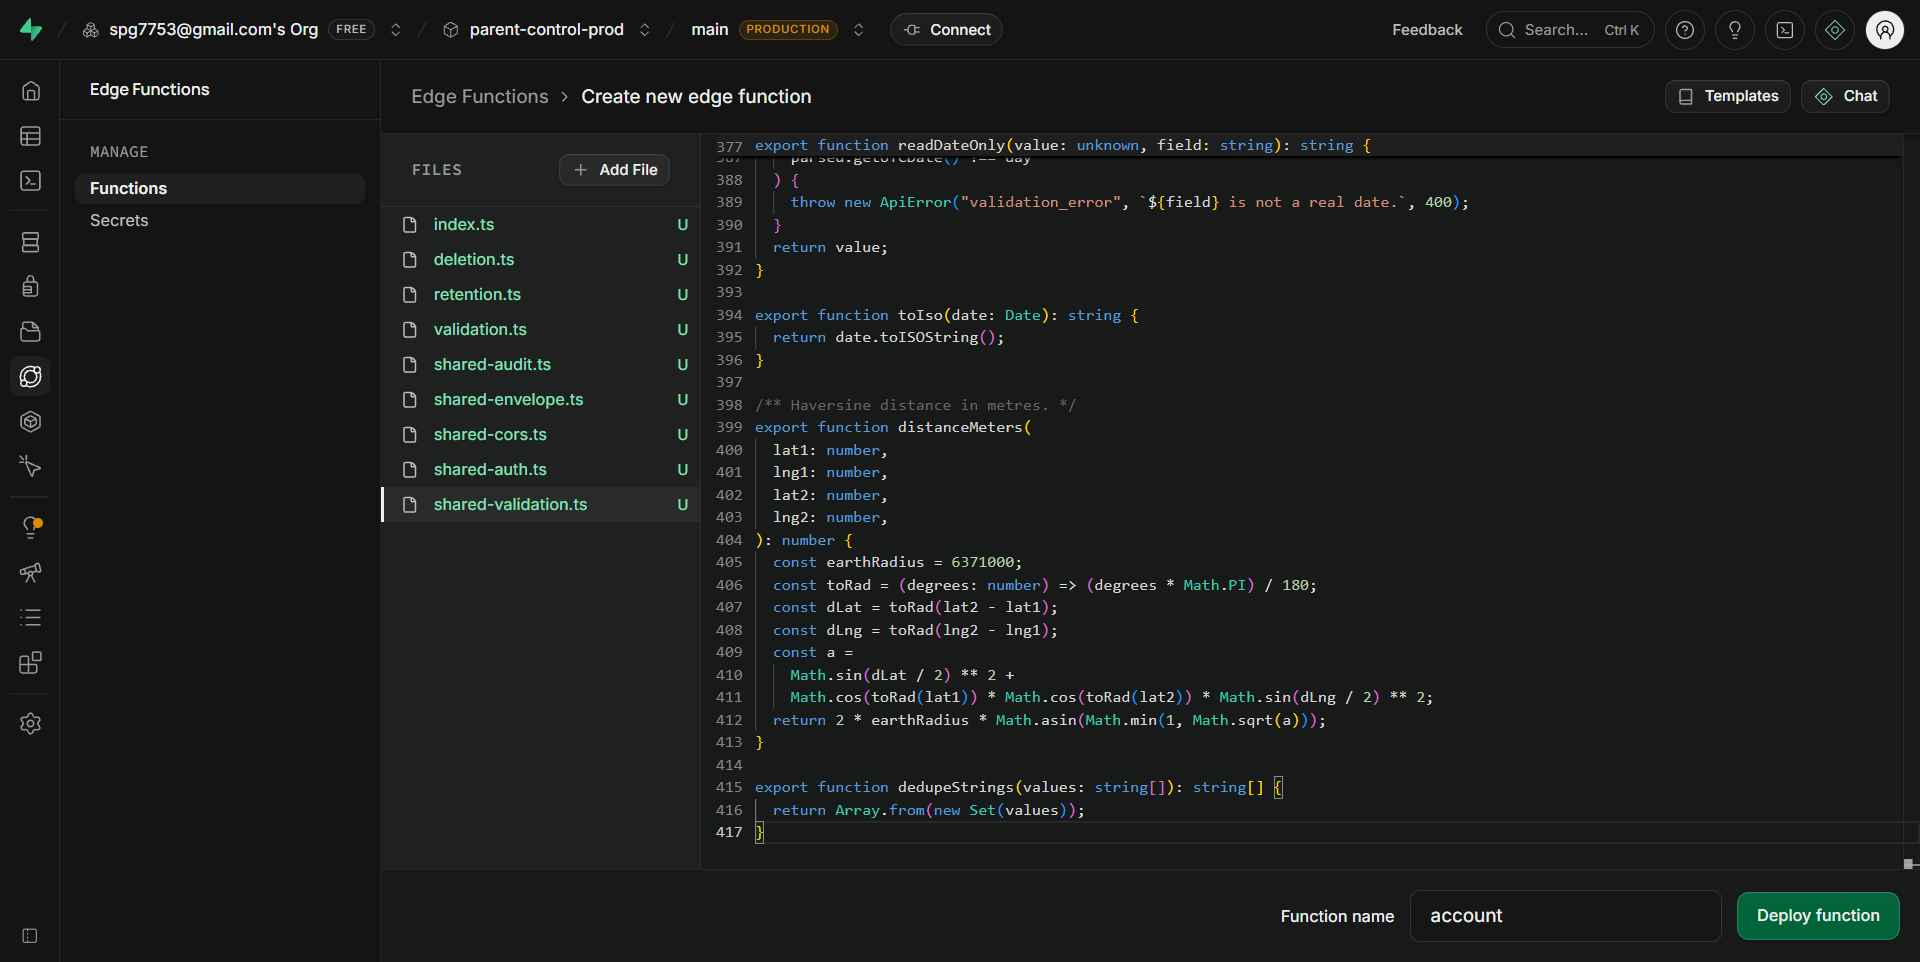 spg7753@gmail.com's Org FREE parent-control-prod main PRODUCTION Connect Feedback Search... Ctrl K
Edge Functions
MANAGE
Functions
Secrets
Edge Functions > Create new edge function Templates Chat
FILES
+ Add File
index.ts U
deletion.ts U
retention.ts U
validation.ts U
shared-audit.ts U
shared-envelope.ts U
shared-cors.ts U
shared-auth.ts U
shared-validation.ts U
377 export function readDateOnly(value: unknown, field: string): string {
387 parsed.getUTCDate() !== day
388 ) {
389 throw new ApiError("validation_error", `${field} is not a real date.`, 400);
390 }
391 return value;
392 }
393
394 export function toIso(date: Date): string {
395 return date.toISOString();
396 }
397
398 /** Haversine distance in metres. */
399 export function distanceMeters(
400 lat1: number,
401 lng1: number,
402 lat2: number,
403 lng2: number,
404 ): number {
405 const earthRadius = 6371000;
406 const toRad = (degrees: number) => (degrees * Math.PI) / 180;
407 const dLat = toRad(lat2 - lat1);
408 const dLng = toRad(lng2 - lng1);
409 const a =
410 Math.sin(dLat / 2) ** 2 +
411 Math.cos(toRad(lat1)) * Math.cos(toRad(lat2)) * Math.sin(dLng / 2) ** 2;
412 return 2 * earthRadius * Math.asin(Math.min(1, Math.sqrt(a)));
413 }
414
415 export function dedupeStrings(values: string[]): string[] {
416 return Array.from(new Set(values));
417 }
Function name account Deploy function